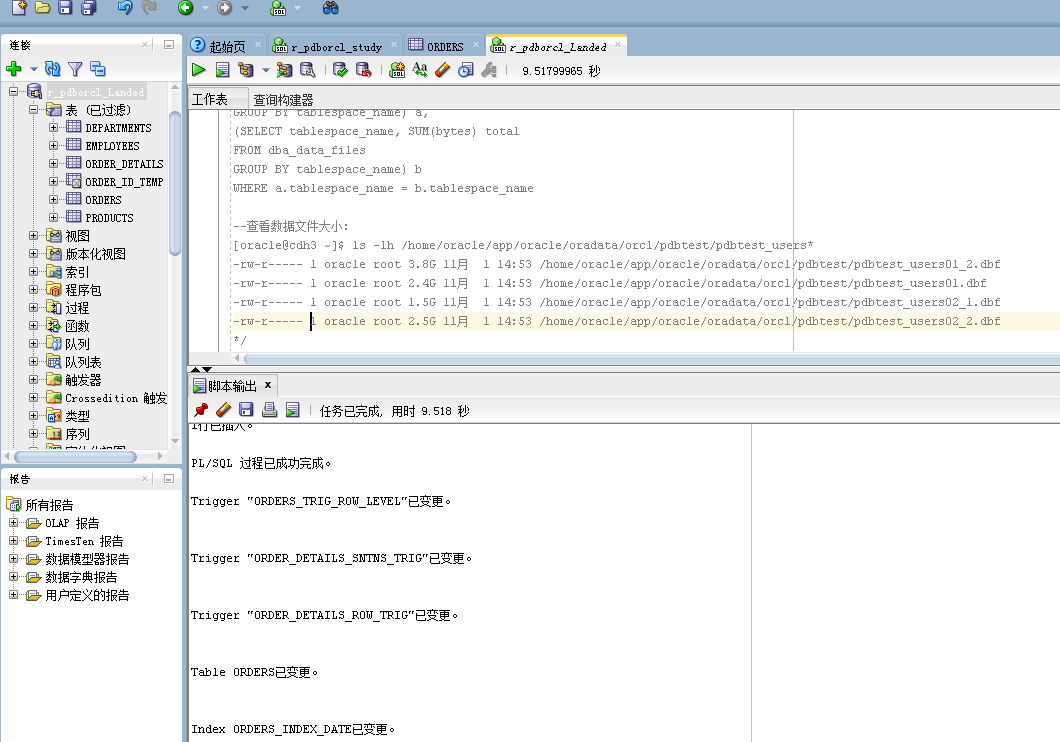 连接
r_pdborcl_Landed
表 (已过滤)
DEPARTMENTS
EMPLOYEES
ORDER_DETAILS
ORDER_ID_TEMP
ORDERS
PRODUCTS
视图
版本化视图
索引
程序包
过程
函数
队列
队列表
触发器
Crossedition 触发
类型
序列
报告
所有报告
OLAP 报告
TimesTen 报告
数据模型器报告
数据字典报告
用户定义的报告
起始页
r_pdborcl_study
ORDERS
r_pdborcl_Landed
9.51799965 秒
工作表
查询构建器
GROUP BY tablespace_name) a,
(SELECT tablespace_name, SUM(bytes) total
FROM dba_data_files
GROUP BY tablespace_name) b
WHERE a.tablespace_name = b.tablespace_name
--查看数据文件大小:
[oracle@cdh3 ~]$ ls -lh /home/oracle/app/oracle/oradata/orcl/pdbtest/pdbtest_users*
-rw-r----- 1 oracle root 3.8G 11月  1 14:53 /home/oracle/app/oracle/oradata/orcl/pdbtest/pdbtest_users01_2.dbf
-rw-r----- 1 oracle root 2.4G 11月  1 14:53 /home/oracle/app/oracle/oradata/orcl/pdbtest/pdbtest_users01.dbf
-rw-r----- 1 oracle root 1.5G 11月  1 14:53 /home/oracle/app/oracle/oradata/orcl/pdbtest/pdbtest_users02_1.dbf
-rw-r----- 1 oracle root 2.5G 11月  1 14:53 /home/oracle/app/oracle/oradata/orcl/pdbtest/pdbtest_users02_2.dbf
*/
脚本输出 x
任务已完成, 用时 9.518 秒
1行已插入。
PL/SQL 过程已成功完成。
Trigger "ORDERS_TRIG_ROW_LEVEL"已变更。
Trigger "ORDER_DETAILS_SNTNS_TRIG"已变更。
Trigger "ORDER_DETAILS_ROW_TRIG"已变更。
Table ORDERS已变更。
Index ORDERS_INDEX_DATE已变更。